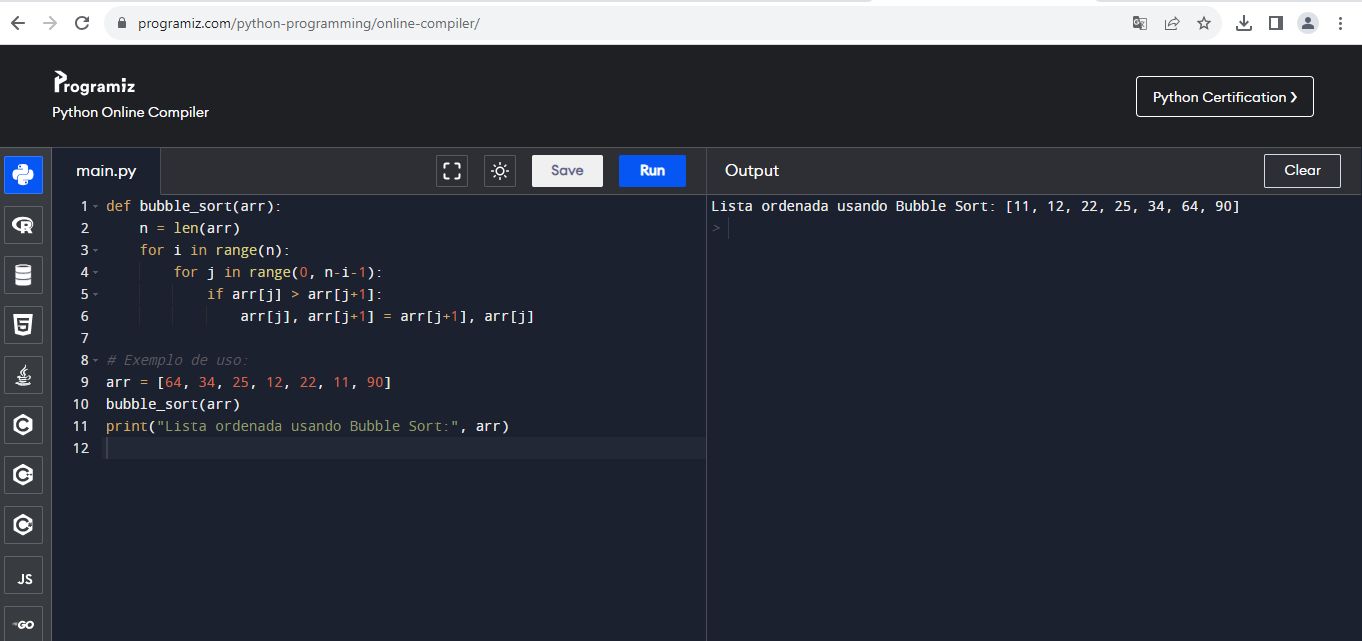 programiz.com/python-programming/online-compiler/
Programiz
Python Online Compiler
Python Certification ❯
main.py
Save
Run
Output
Clear
1 def bubble_sort(arr):
2     n = len(arr)
3     for i in range(n):
4         for j in range(0, n-i-1):
5             if arr[j] > arr[j+1]:
6                 arr[j], arr[j+1] = arr[j+1], arr[j]
7
8 # Exemplo de uso:
9 arr = [64, 34, 25, 12, 22, 11, 90]
10 bubble_sort(arr)
11 print("Lista ordenada usando Bubble Sort:", arr)
12
Lista ordenada usando Bubble Sort: [11, 12, 22, 25, 34, 64, 90]
>
R
5
C
C
C
JS
GO